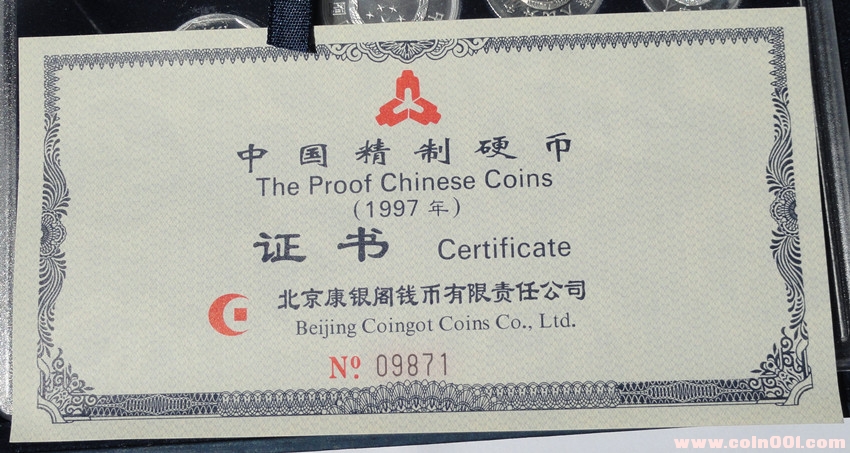 中国精制硬币
The Proof Chinese Coins
(1997年)
证书 Certificate
北京康银阁钱币有限责任公司
Beijing Coingot Coins Co., Ltd.
Nº 09871
www.coin001.com